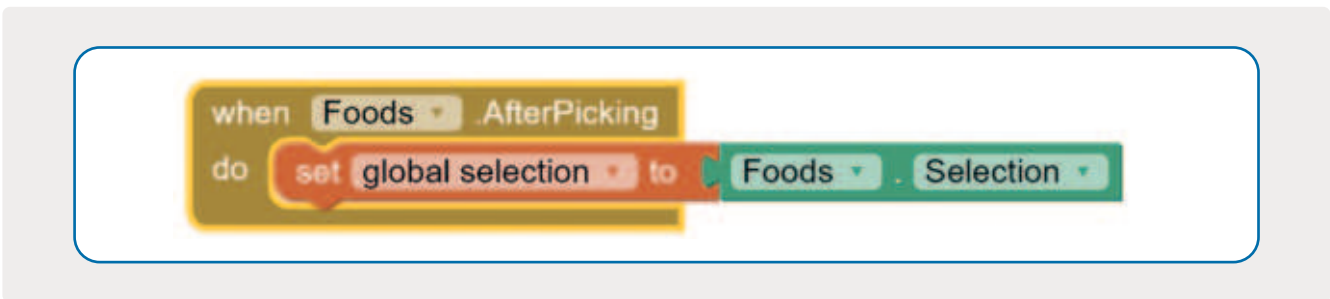 when Foods .AfterPicking
do set global selection to Foods . Selection